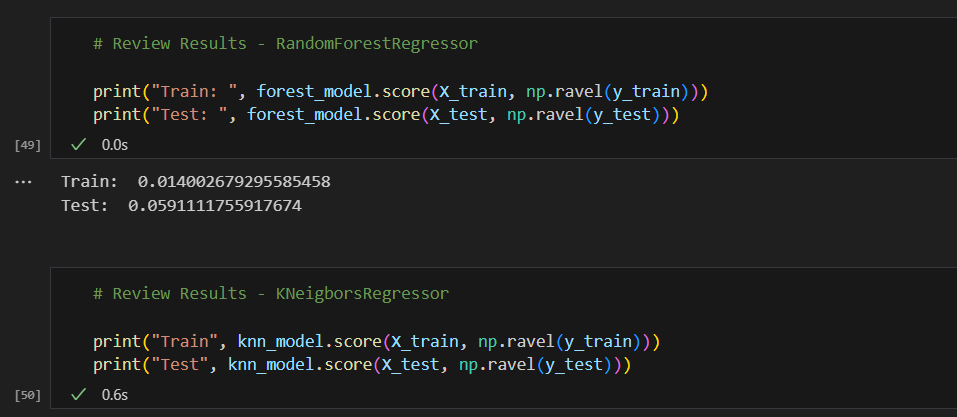 # Review Results - RandomForestRegressor
print("Train: ", forest_model.score(X_train, np.ravel(y_train)))
print("Test: ", forest_model.score(X_test, np.ravel(y_test)))
[49] ✓ 0.0s
... Train:  0.014002679295585458
Test:  0.0591111755917674
# Review Results - KNeigborsRegressor
print("Train", knn_model.score(X_train, np.ravel(y_train)))
print("Test", knn_model.score(X_test, np.ravel(y_test)))
[50] ✓ 0.6s